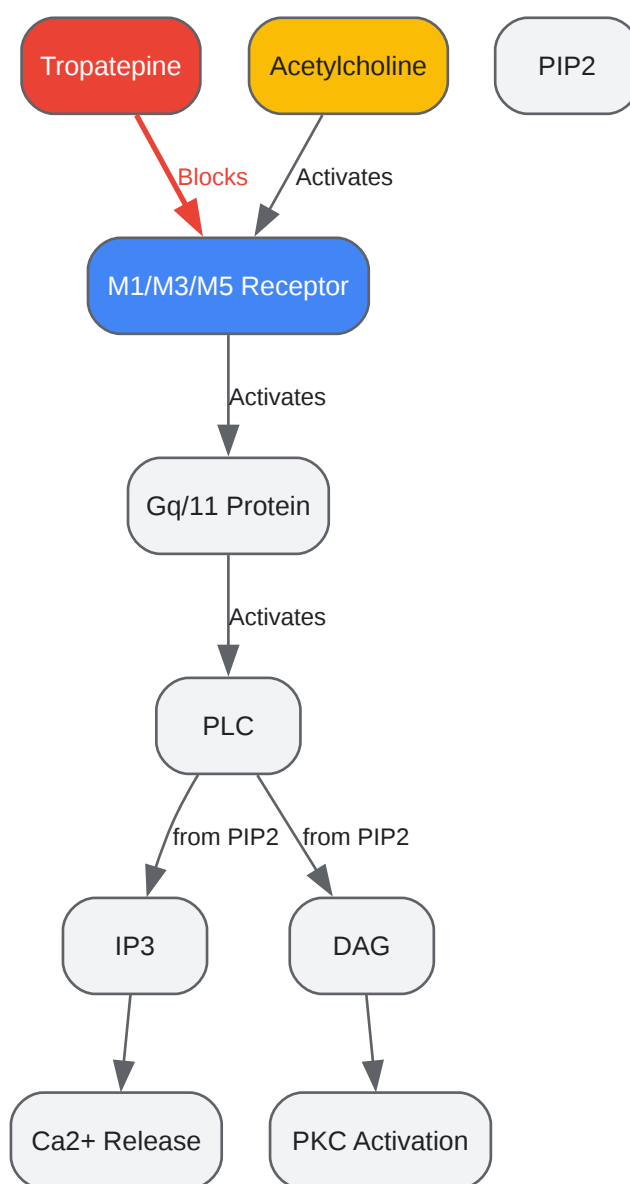 Tropatepine
Acetylcholine
PIP2
Blocks
Activates
M1/M3/M5 Receptor
Activates
Gq/11 Protein
Activates
PLC
from PIP2
from PIP2
IP3
DAG
Ca2+ Release
PKC Activation